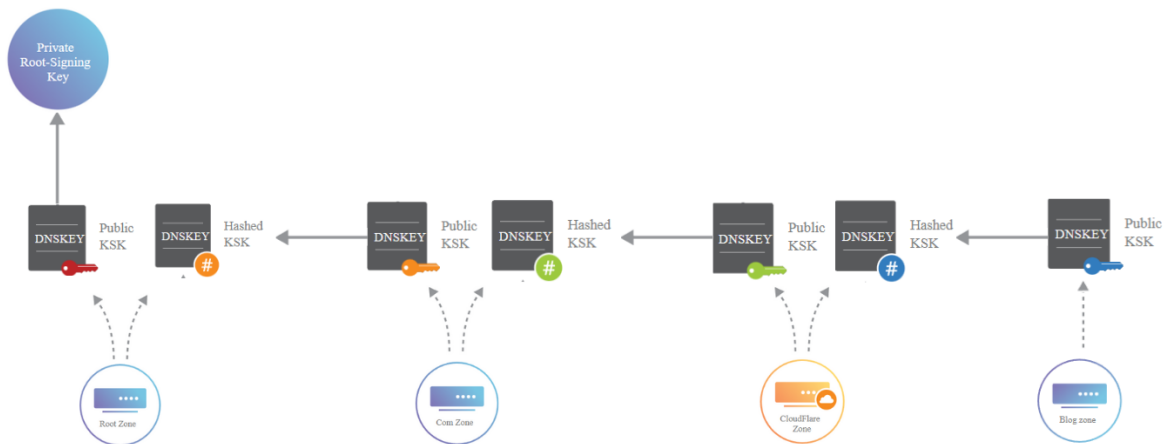 Private
Root-Signing
Key
DNSKEY
Public
KSK
DNSKEY
#
Hashed
KSK
DNSKEY
Public
KSK
DNSKEY
#
Hashed
KSK
DNSKEY
Public
KSK
DNSKEY
#
Hashed
KSK
DNSKEY
Public
KSK
Root Zone
Com Zone
CloudFlare
Zone
Blog zone